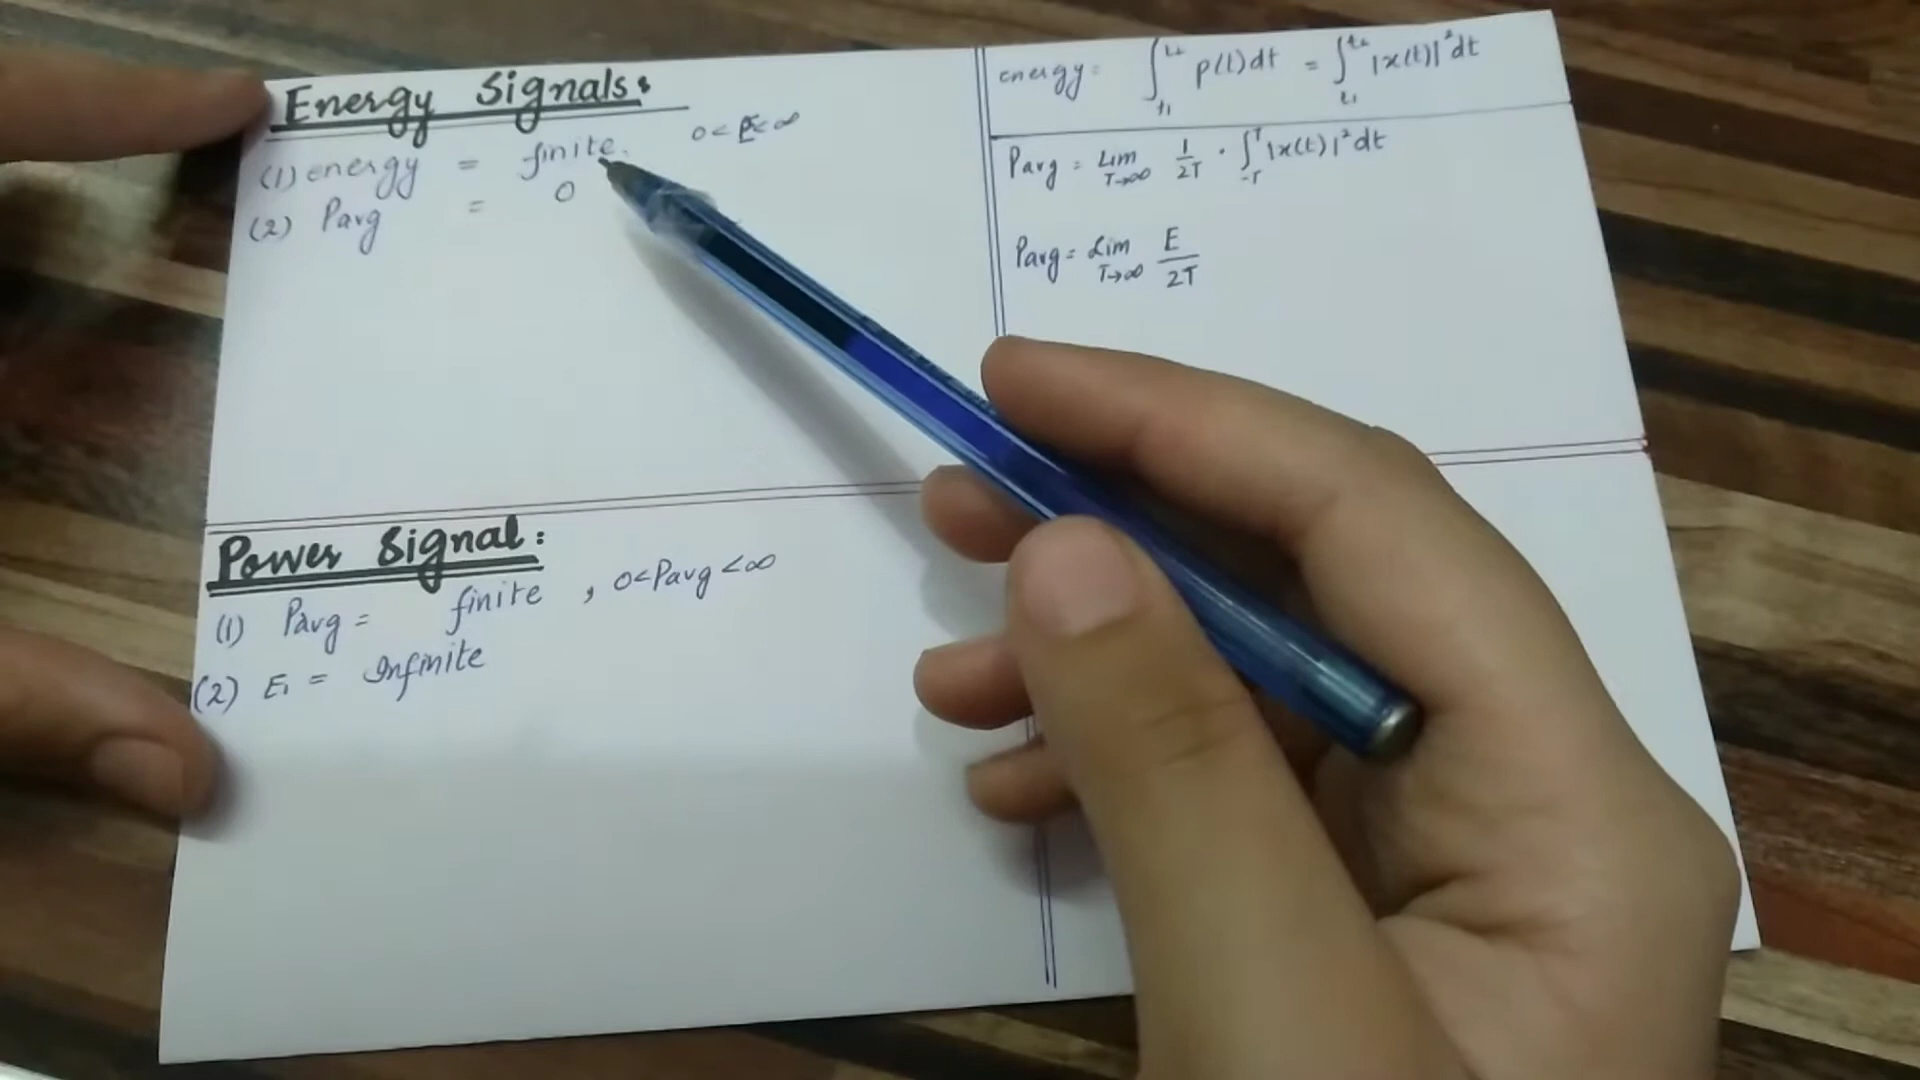 Energy Signals:
(1) energy = finite. 0 < E < ∞
(2) Pavg = 0
energy = ∫_{t₁}^{t₂} p(t) dt = ∫_{t₁}^{t₂} |x(t)|² dt
Pavg = Lim_{T→∞} 1/2T · ∫_{-T}^{T} |x(t)|² dt
Pavg = Lim_{T→∞} E/2T
Power Signal:
(1) Pavg = finite , 0 < Pavg < ∞
(2) E, = Infinite